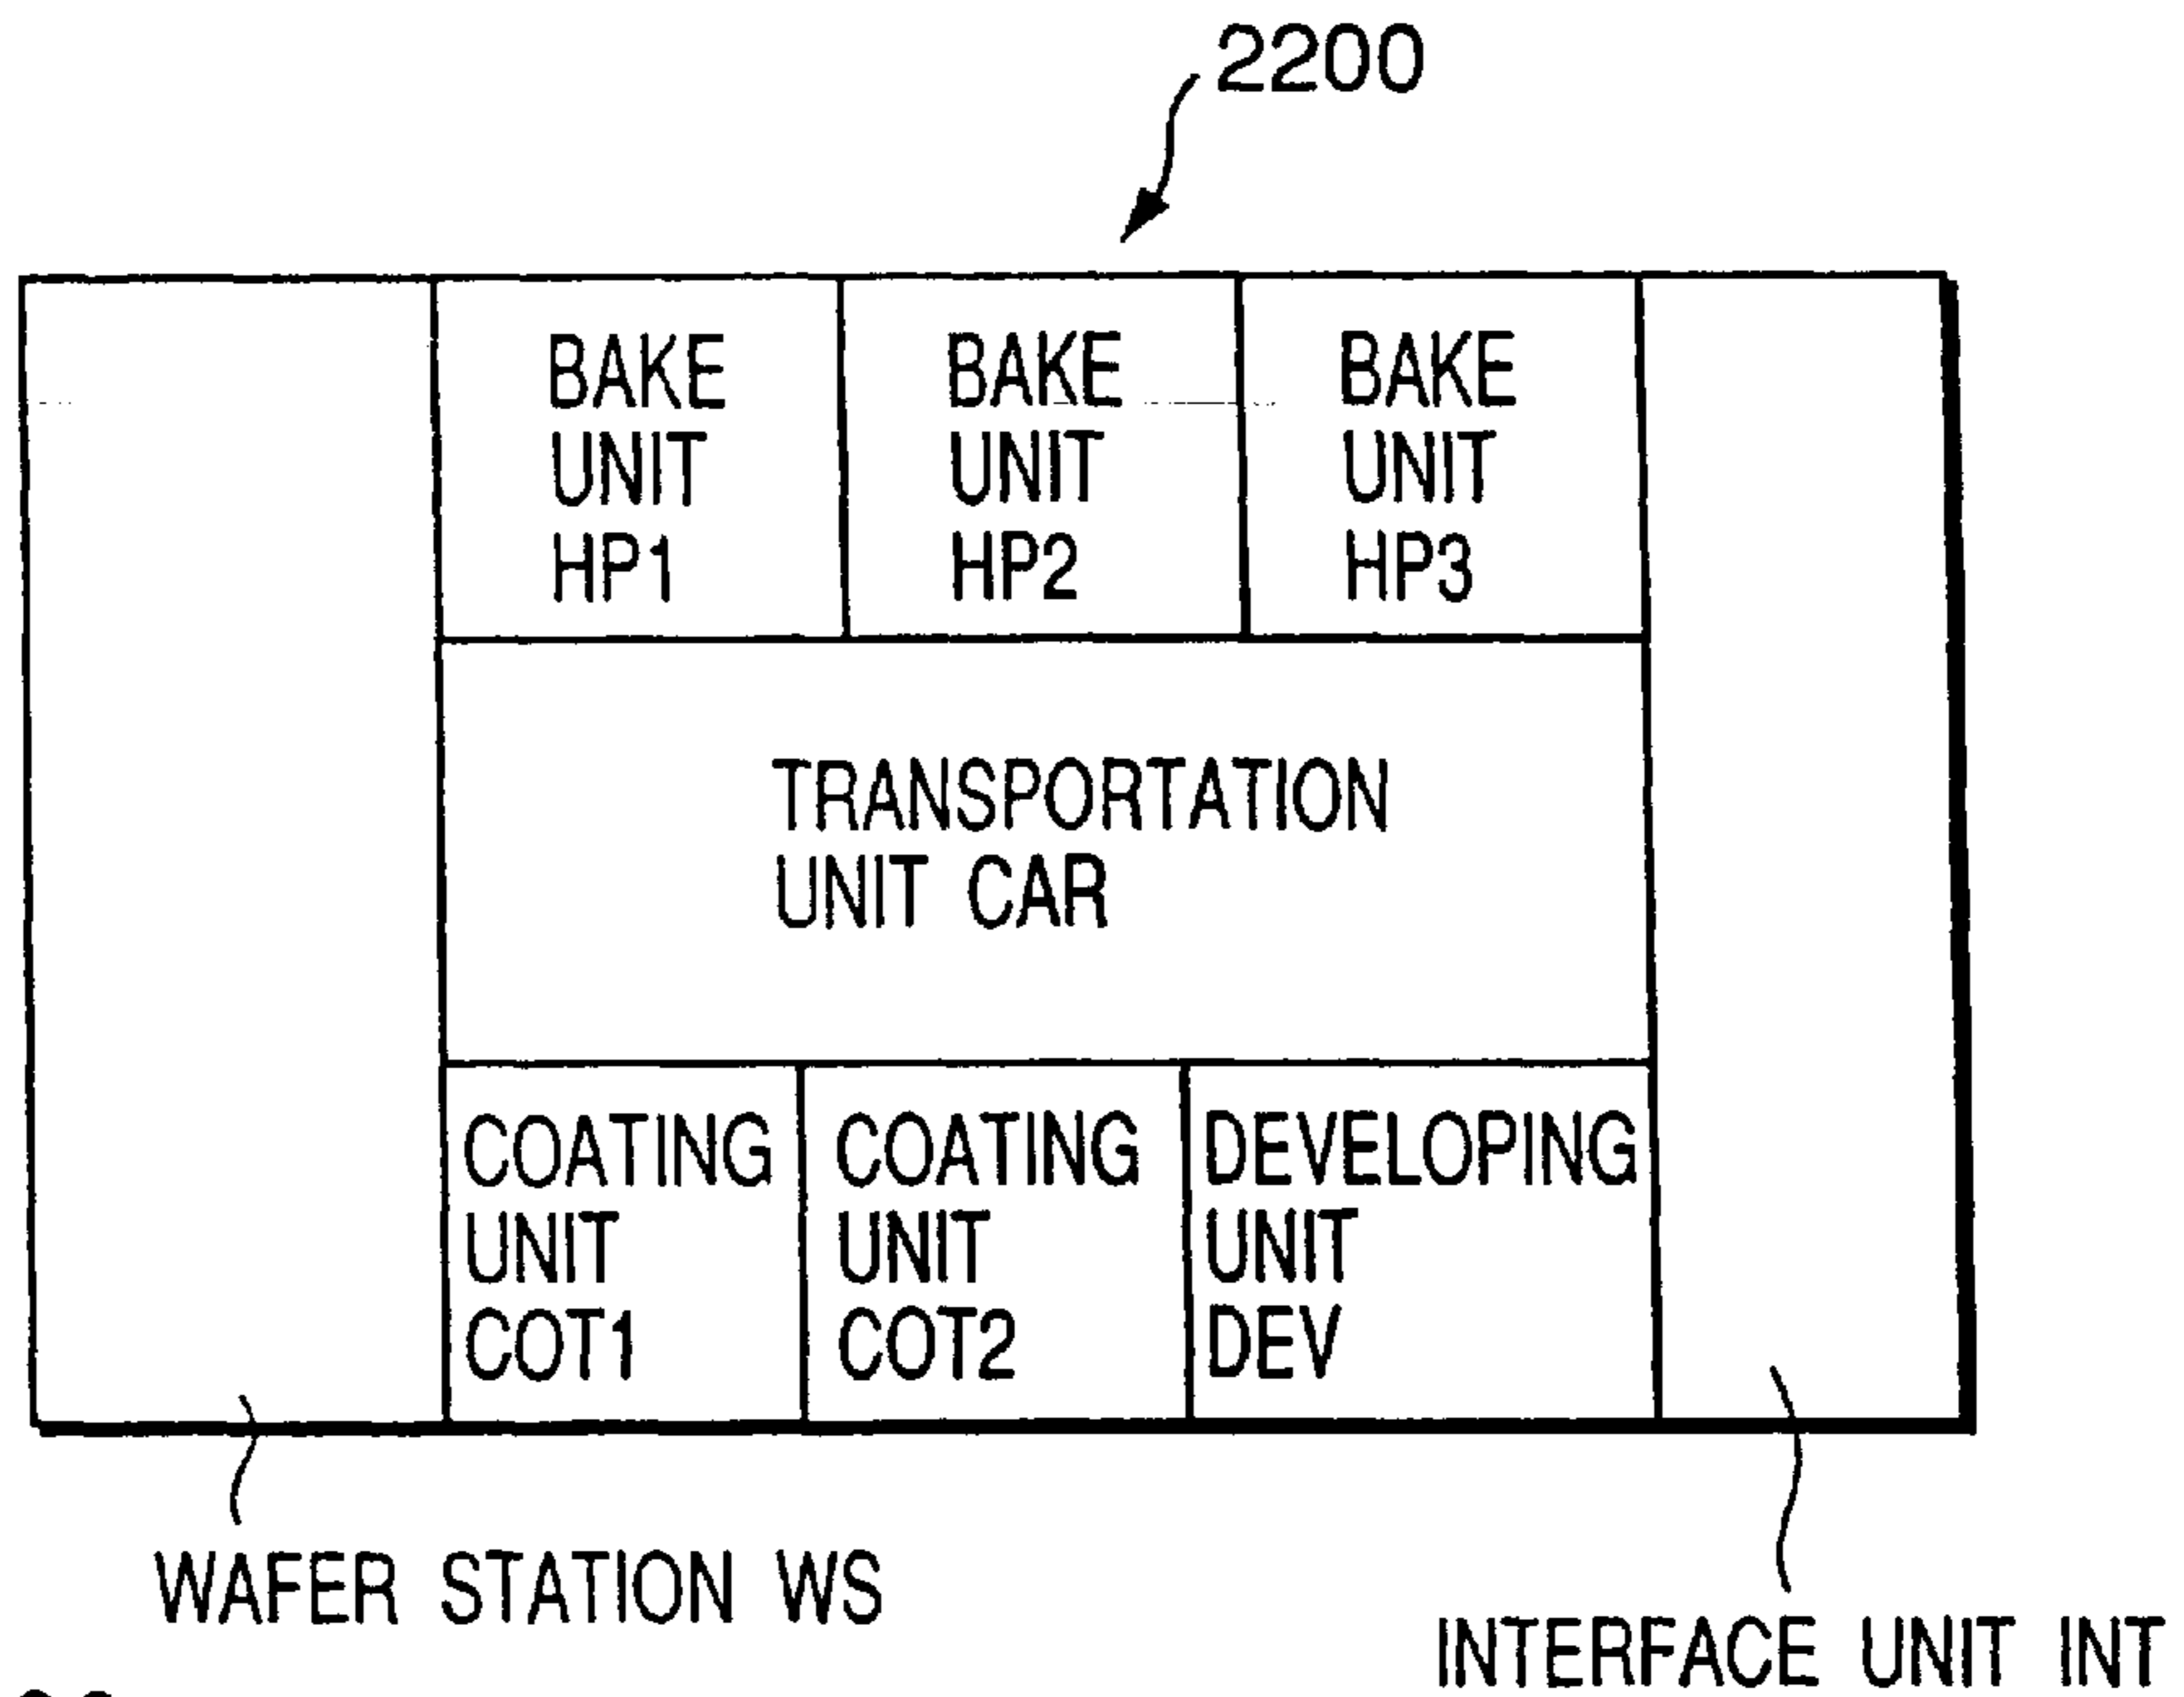 2200
BAKE
UNIT
HP1
BAKE
UNIT
HP2
BAKE
UNIT
HP3
TRANSPORTATION
UNIT CAR
COATING
UNIT
COT1
COATING
UNIT
COT2
DEVELOPING
UNIT
DEV
WAFER STATION WS
INTERFACE UNIT INT